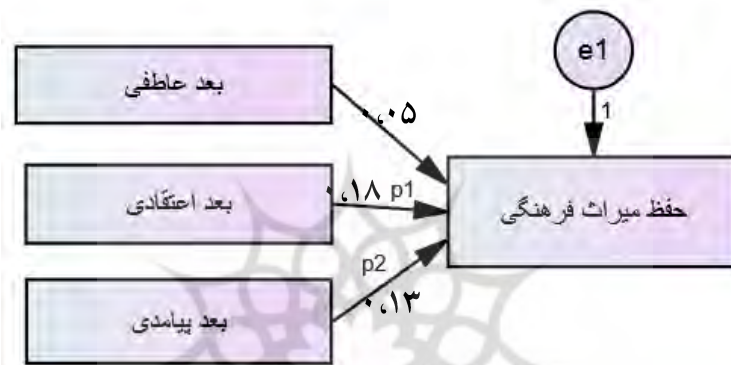 e1
1
بعد عاطفی
۰,۰۵
بعد اعتقادی
۰,۱۸ p1
حفظ میراث فرهنگی
p2
۰,۱۳
بعد پیامدی